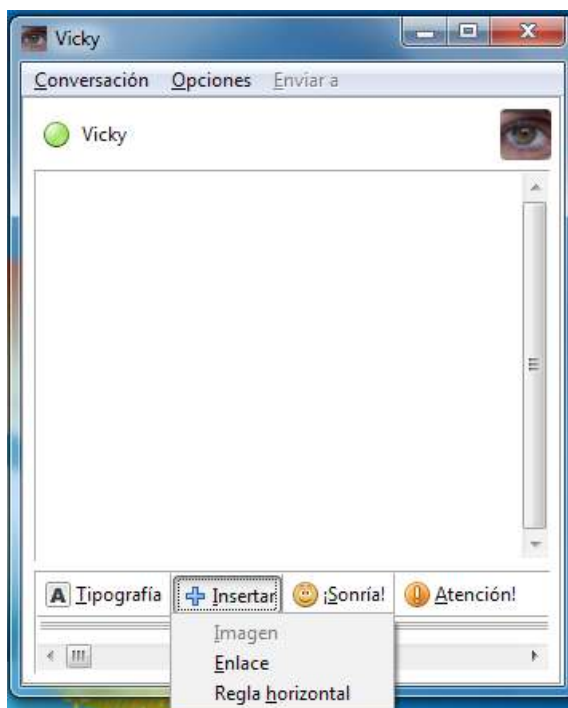 Vicky
Conversación Opciones Enviar a
Vicky
Tipografía Insertar ¡Sonría! Atención!
Imagen
Enlace
Regla horizontal